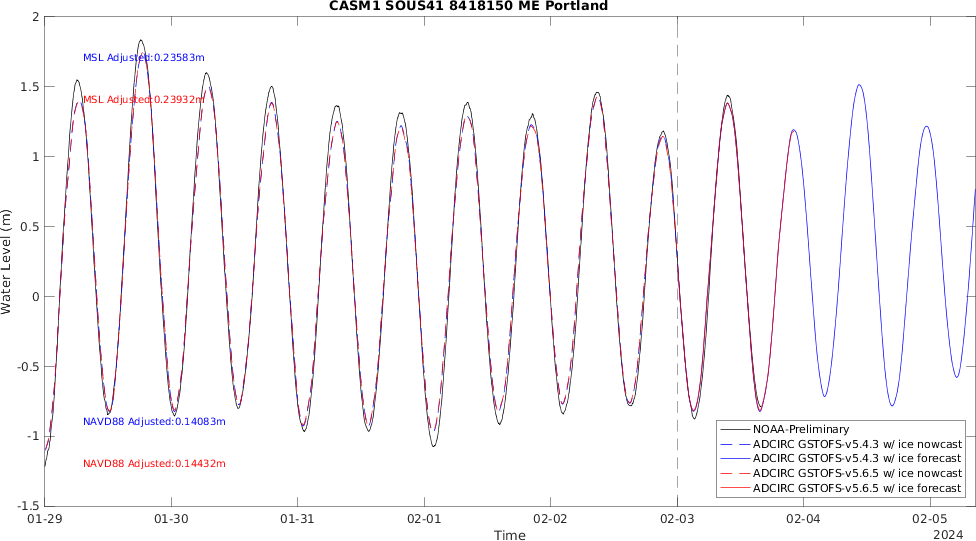 CASM1 SOUS41 8418150 ME Portland
2
1.5
1
0.5
0
-0.5
-1
-1.5
Water Level (m)
MSL Adjusted:0.23583m
MSL Adjusted:0.23932m
NAVD88 Adjusted:0.14083m
NAVD88 Adjusted:0.14432m
NOAA-Preliminary
ADCIRC GSTOFS-v5.4.3 w/ ice nowcast
ADCIRC GSTOFS-v5.4.3 w/ ice forecast
ADCIRC GSTOFS-v5.6.5 w/ ice nowcast
ADCIRC GSTOFS-v5.6.5 w/ ice forecast
01-29 01-30 01-31 02-01 02-02 02-03 02-04 02-05
Time
2024